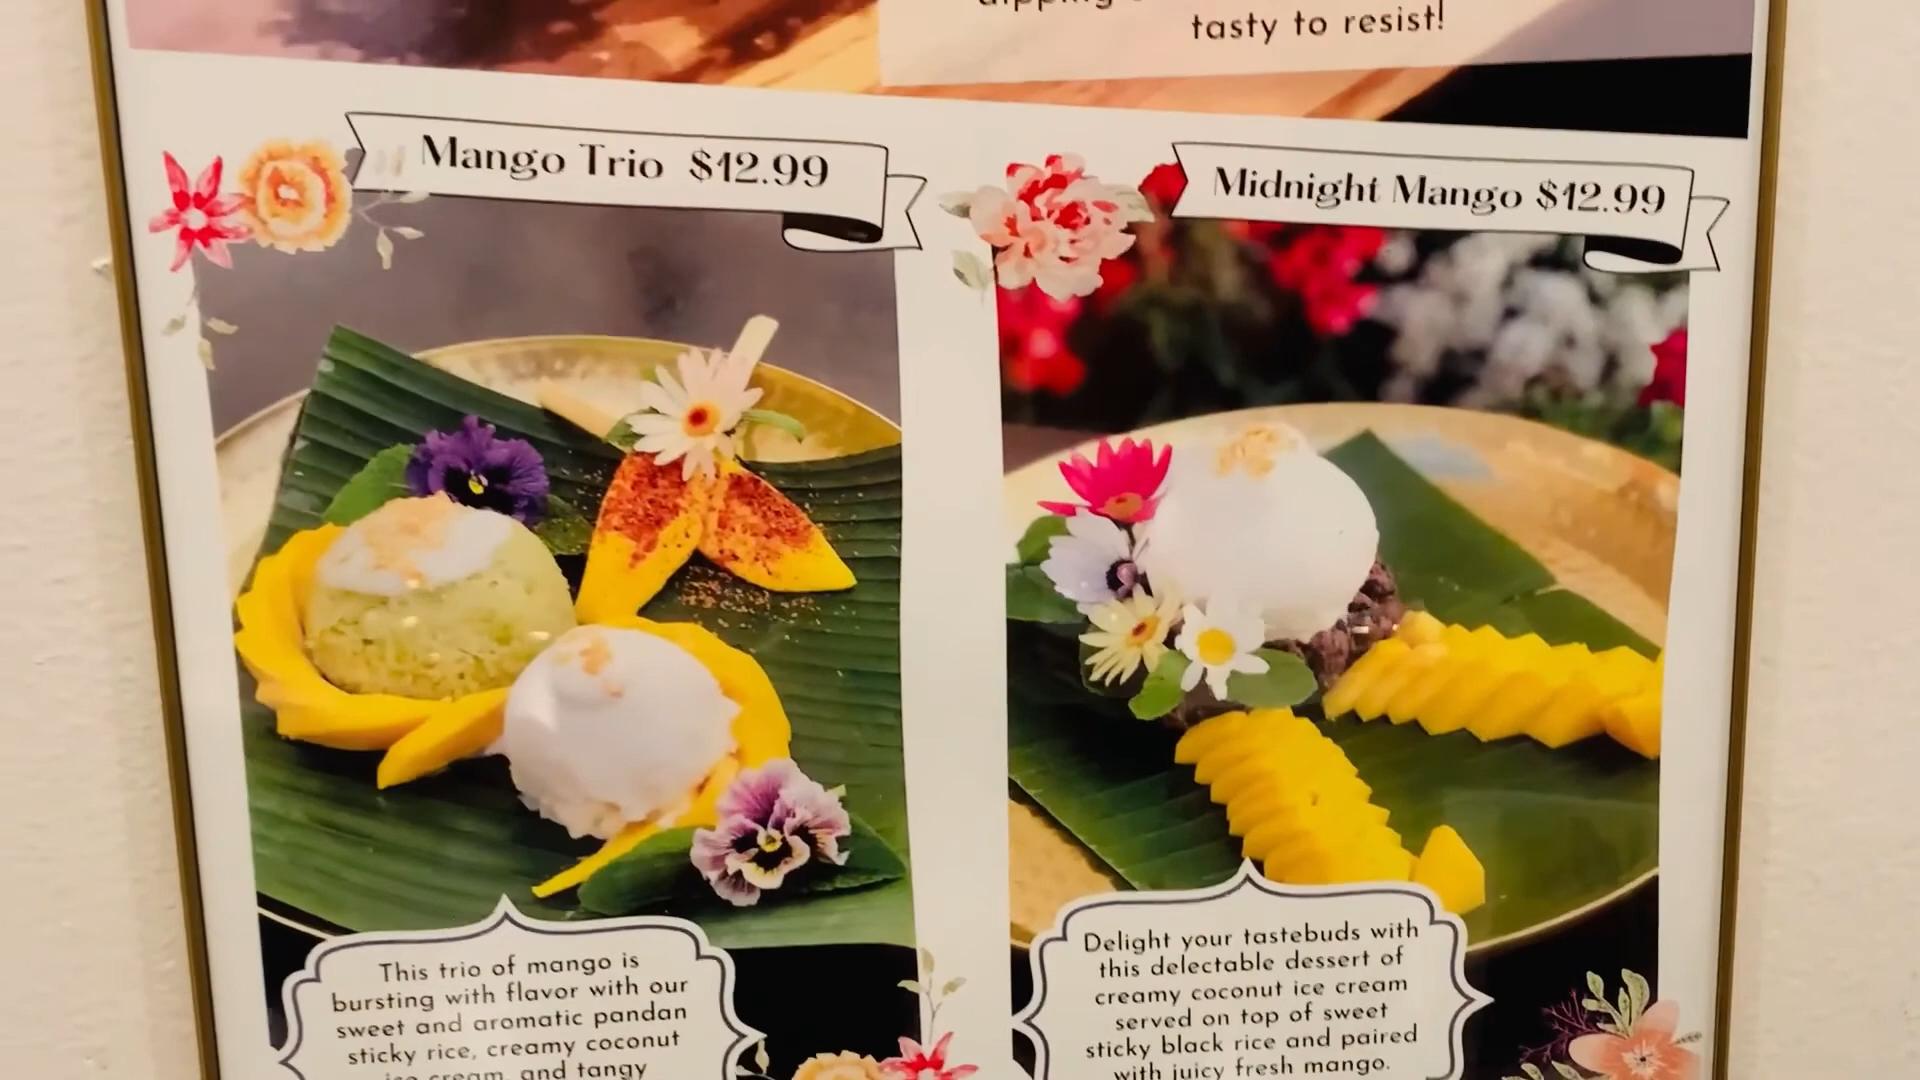 dipping
tasty to resist!
Mango Trio $12.99
Midnight Mango $12.99
This trio of mango is
bursting with flavor with our
sweet and aromatic pandan
sticky rice, creamy coconut
ice cream, and tangy
Delight your tastebuds with
this delectable dessert of
creamy coconut ice cream
served on top of sweet
sticky black rice and paired
with juicy fresh mango.